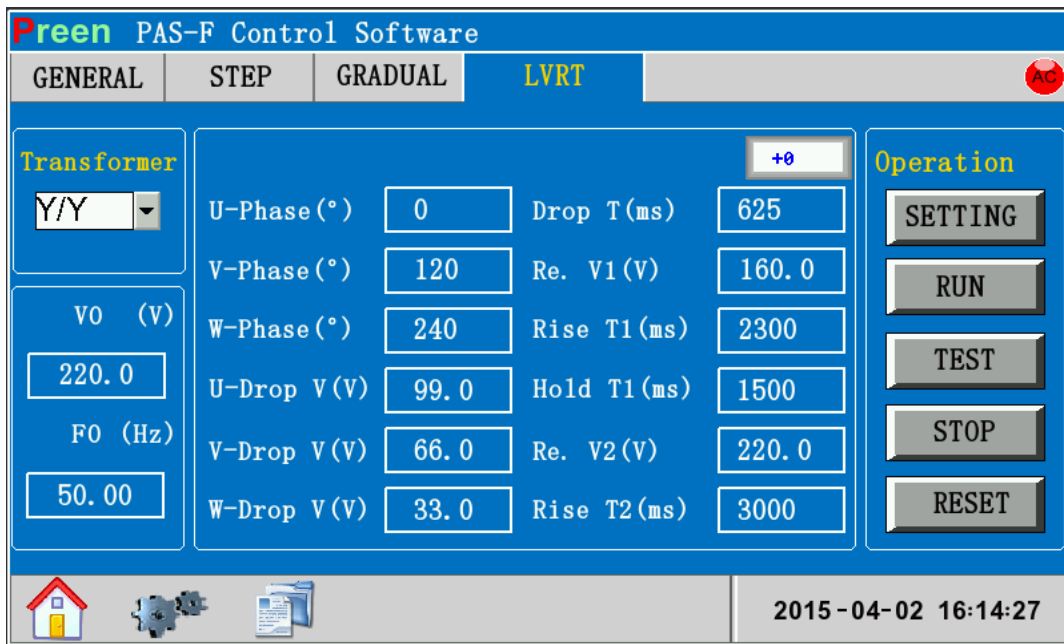 Preen PAS-F Control Software
GENERAL STEP GRADUAL LVRT AC
Transformer
Y/Y
V0 (V)
220.0
F0 (Hz)
50.00
+0
U-Phase(°) 0 Drop T(ms) 625
V-Phase(°) 120 Re. V1(V) 160.0
W-Phase(°) 240 Rise T1(ms) 2300
U-Drop V(V) 99.0 Hold T1(ms) 1500
V-Drop V(V) 66.0 Re. V2(V) 220.0
W-Drop V(V) 33.0 Rise T2(ms) 3000
Operation
SETTING
RUN
TEST
STOP
RESET
2015-04-02 16:14:27